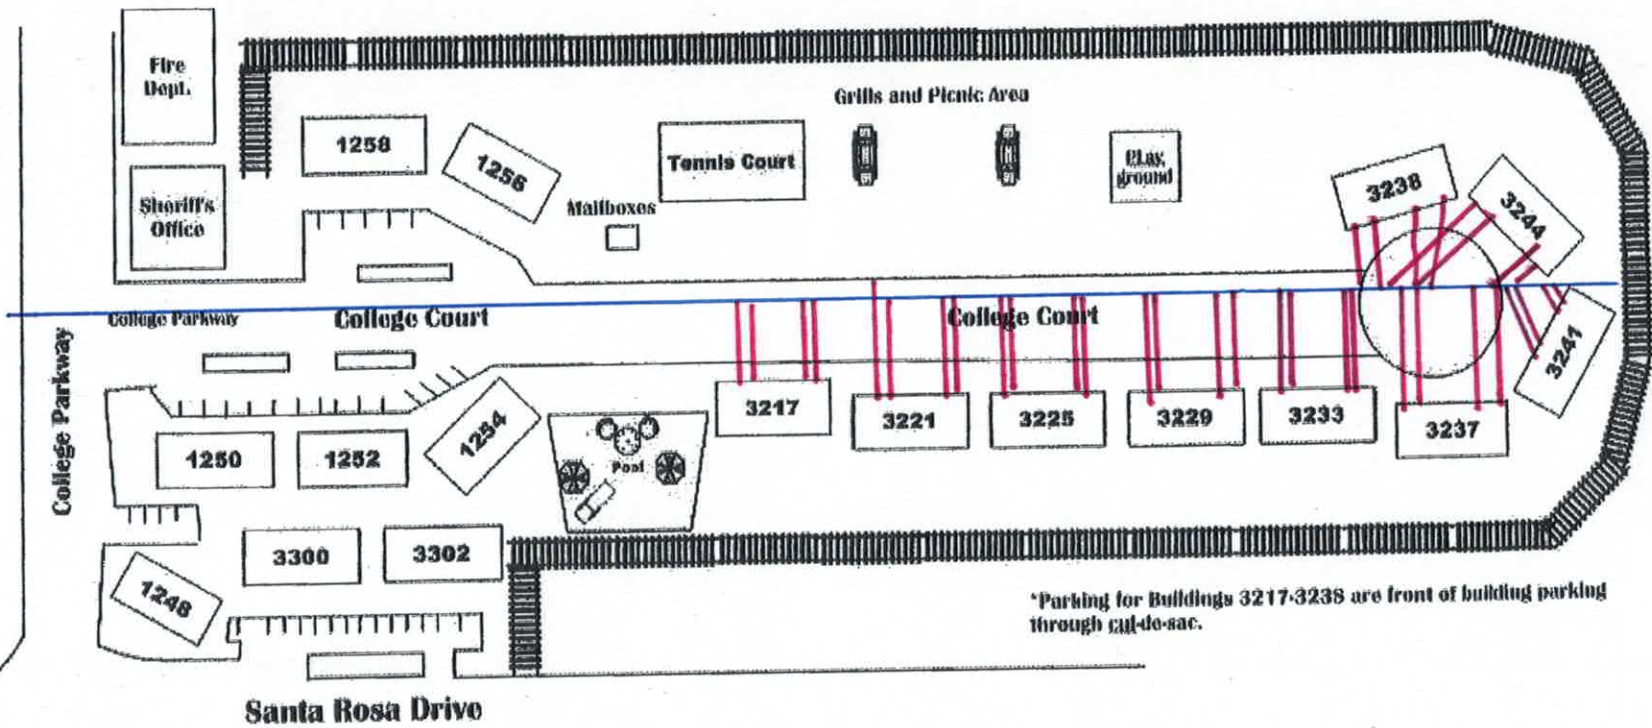 Fire
Dept.
Sheriff's
Office
1258
1256
Mailboxes
Tennis Court
Grills and Picnic Area
Play
ground
3238
3244
3241
College Parkway
College Court
College Court
College Parkway
3217
3221
3225
3229
3233
3237
1250
1252
1254
Pool
3300
3302
1248
*Parking for Buildings 3217-3238 are front of building parking
through cul-de-sac.
Santa Rosa Drive